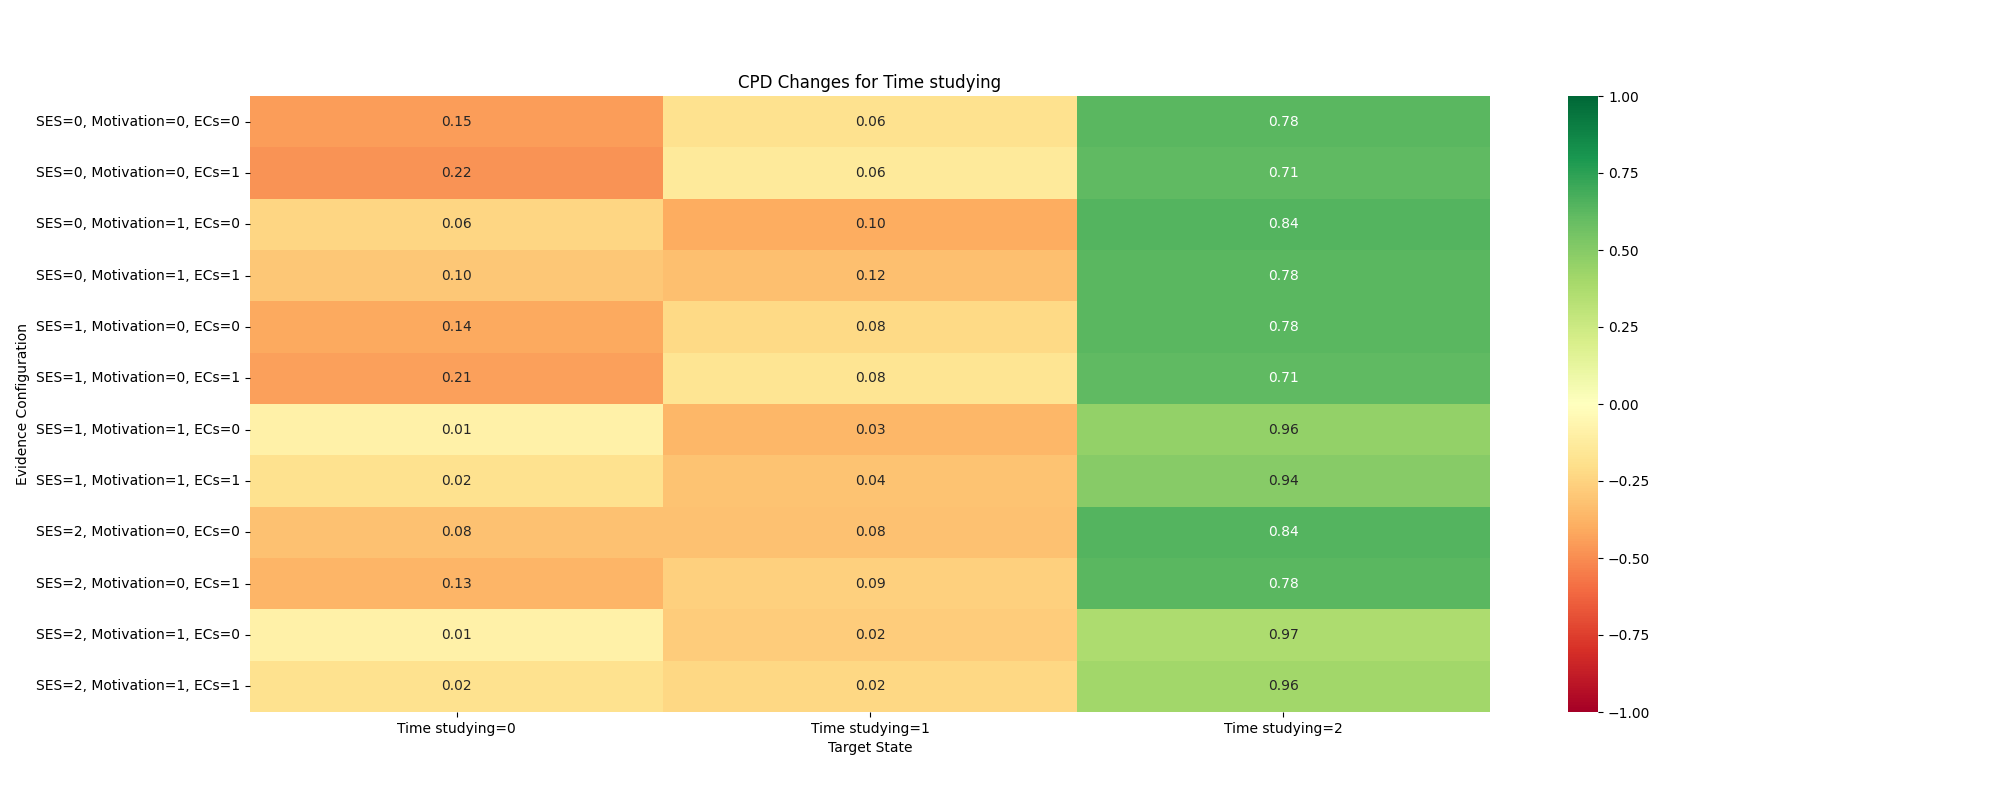 CPD Changes for Time studying
SES=0, Motivation=0, ECs=0 0.15 0.06 0.78
SES=0, Motivation=0, ECs=1 0.22 0.06 0.71
SES=0, Motivation=1, ECs=0 0.06 0.10 0.84
SES=0, Motivation=1, ECs=1 0.10 0.12 0.78
SES=1, Motivation=0, ECs=0 0.14 0.08 0.78
SES=1, Motivation=0, ECs=1 0.21 0.08 0.71
SES=1, Motivation=1, ECs=0 0.01 0.03 0.96
SES=1, Motivation=1, ECs=1 0.02 0.04 0.94
SES=2, Motivation=0, ECs=0 0.08 0.08 0.84
SES=2, Motivation=0, ECs=1 0.13 0.09 0.78
SES=2, Motivation=1, ECs=0 0.01 0.02 0.97
SES=2, Motivation=1, ECs=1 0.02 0.02 0.96
Evidence Configuration
Time studying=0 Time studying=1 Time studying=2
Target State
1.00
0.75
0.50
0.25
0.00
−0.25
−0.50
−0.75
−1.00